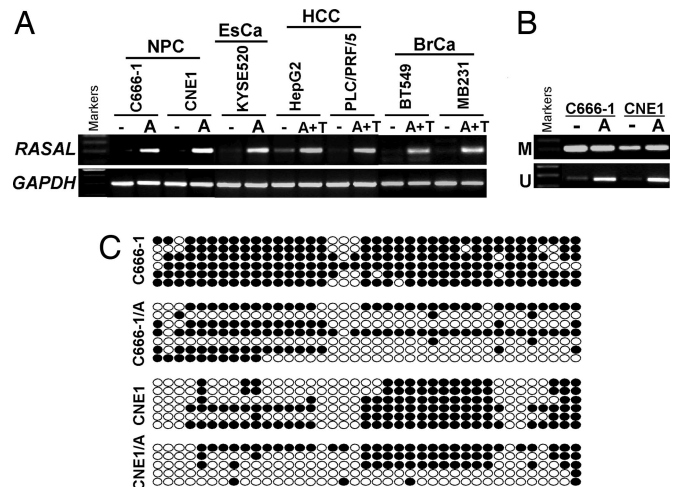 A
B
HCC
EsCa
NPC
BrCa
Markers
C666-1
CNE1
KYSE520
HepG2
PLC/PRF/5
BT549
MB231
- A - A - A - A+T - A+T - A+T - A+T
RASAL
GAPDH
Markers
C666-1 CNE1
- A - A
M
U
C
C666-1
C666-1/A
CNE1
CNE1/A